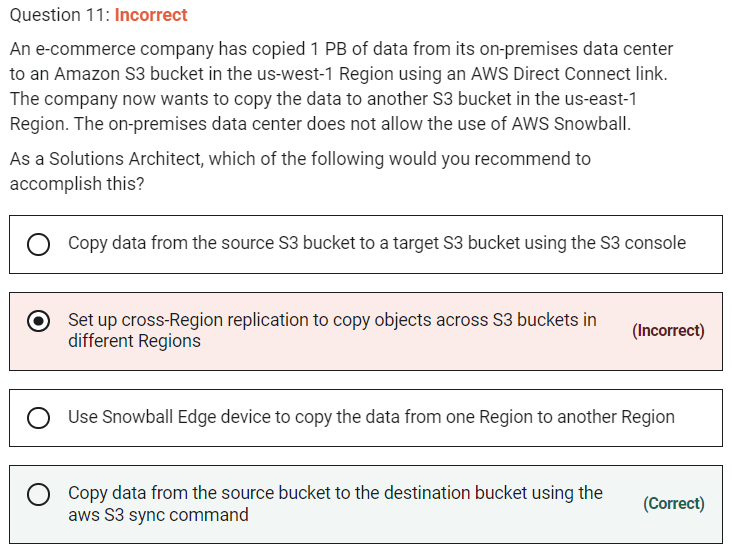 Question 11: Incorrect
An e-commerce company has copied 1 PB of data from its on-premises data center
to an Amazon S3 bucket in the us-west-1 Region using an AWS Direct Connect link.
The company now wants to copy the data to another S3 bucket in the us-east-1
Region. The on-premises data center does not allow the use of AWS Snowball.
As a Solutions Architect, which of the following would you recommend to
accomplish this?
Copy data from the source S3 bucket to a target S3 bucket using the S3 console
Set up cross-Region replication to copy objects across S3 buckets in
different Regions
(Incorrect)
Use Snowball Edge device to copy the data from one Region to another Region
Copy data from the source bucket to the destination bucket using the
aws S3 sync command
(Correct)